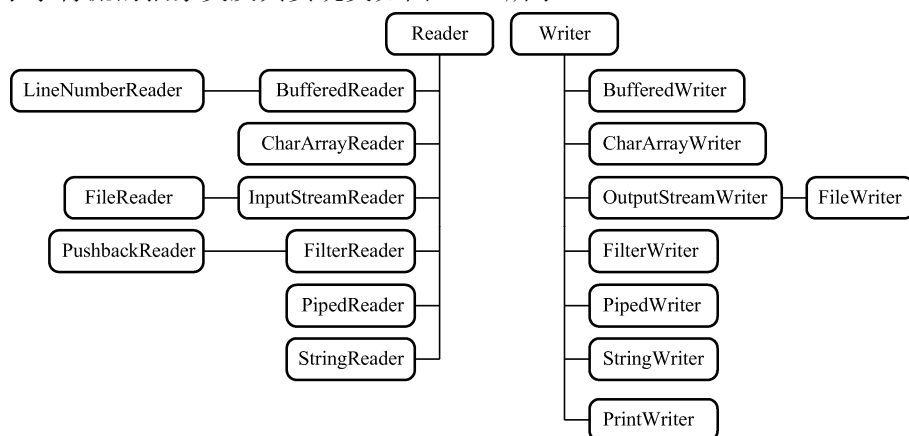 Reader
Writer
LineNumberReader
BufferedReader
BufferedWriter
CharArrayReader
CharArrayWriter
FileReader
InputStreamReader
OutputStreamWriter
FileWriter
PushbackReader
FilterReader
FilterWriter
PipedReader
PipedWriter
StringReader
StringWriter
PrintWriter